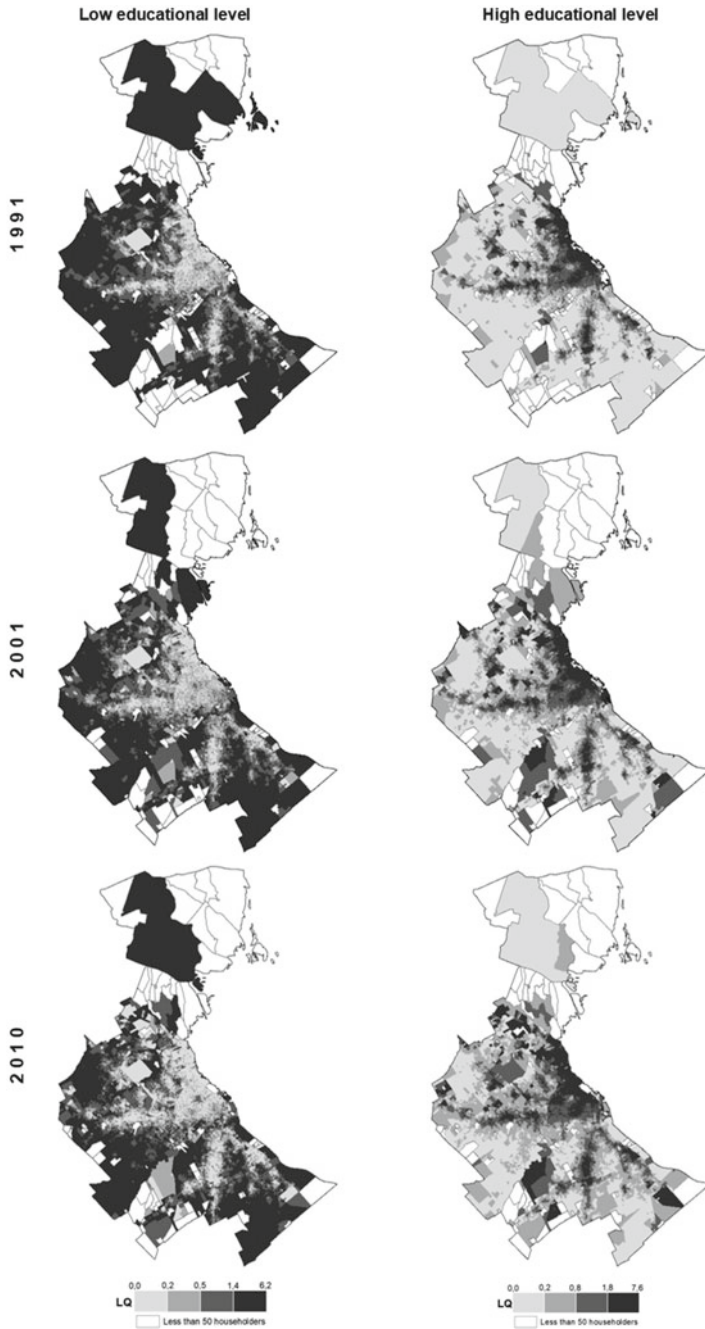 Low educational level
High educational level
1991
2001
2010
0,0 0,2 0,5 1,4 6.2
LQ
Less than 50 householders
0,0 0,2 0,8 1,8 7.6
LQ
Less than 50 householders